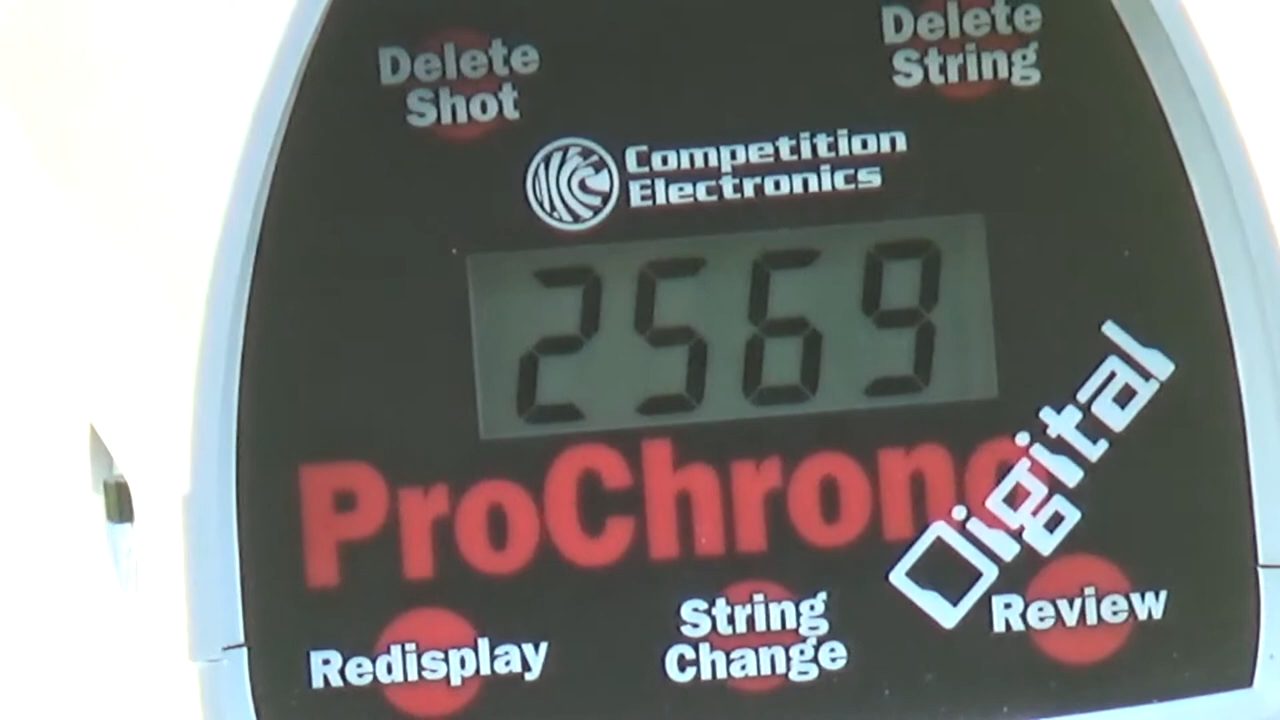 Delete
Shot
Delete
String
Competition
Electronics
2569
ProChrono
Digital
Redisplay
String
Change
Review